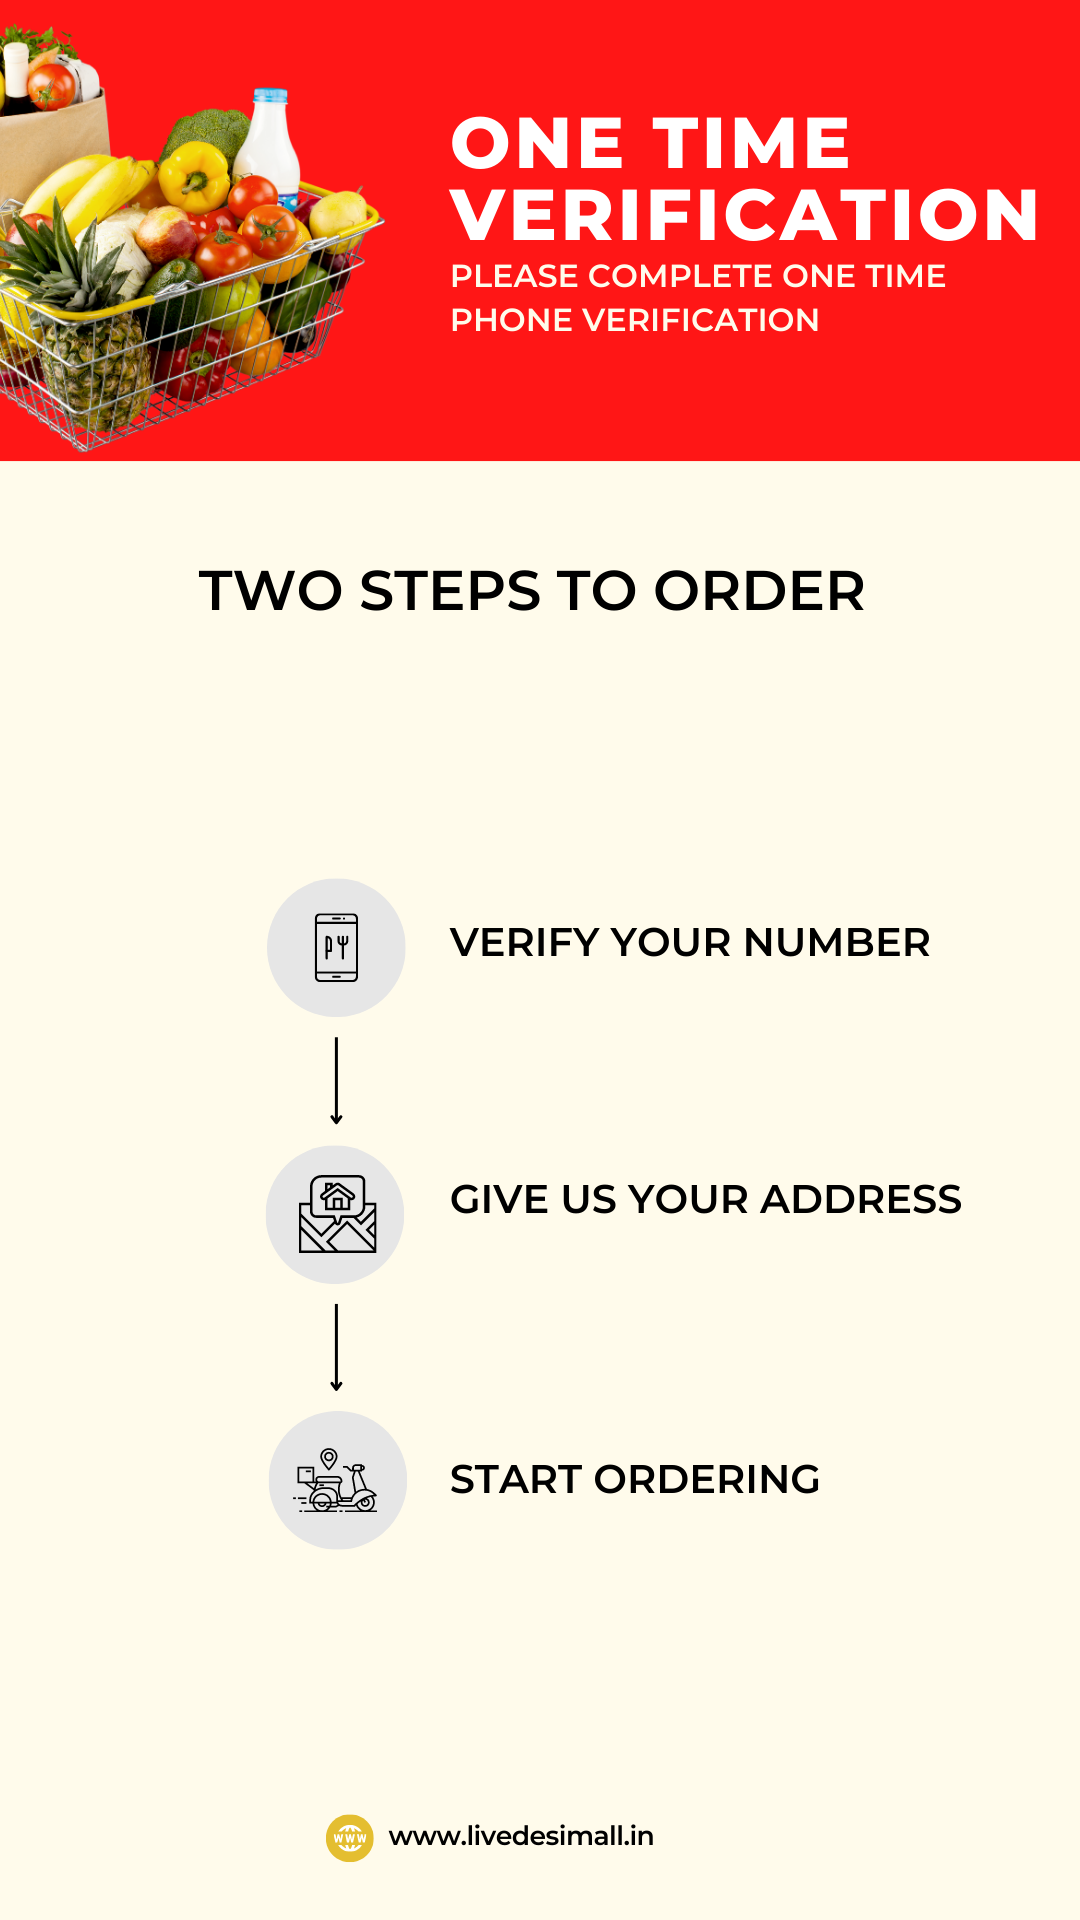 ONE TIME
VERIFICATION
PLEASE COMPLETE ONE TIME
PHONE VERIFICATION
TWO STEPS TO ORDER
VERIFY YOUR NUMBER
GIVE US YOUR ADDRESS
START ORDERING
WWW www.livedesimall.in